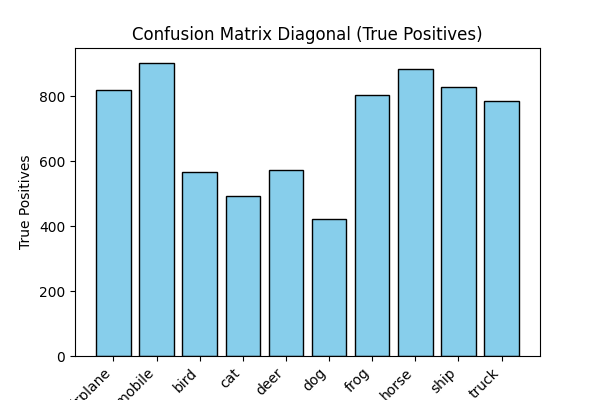 Confusion Matrix Diagonal (True Positives)
True Positives
800
600
400
200
0
rplane
mobile
bird
cat
deer
dog
frog
horse
ship
truck